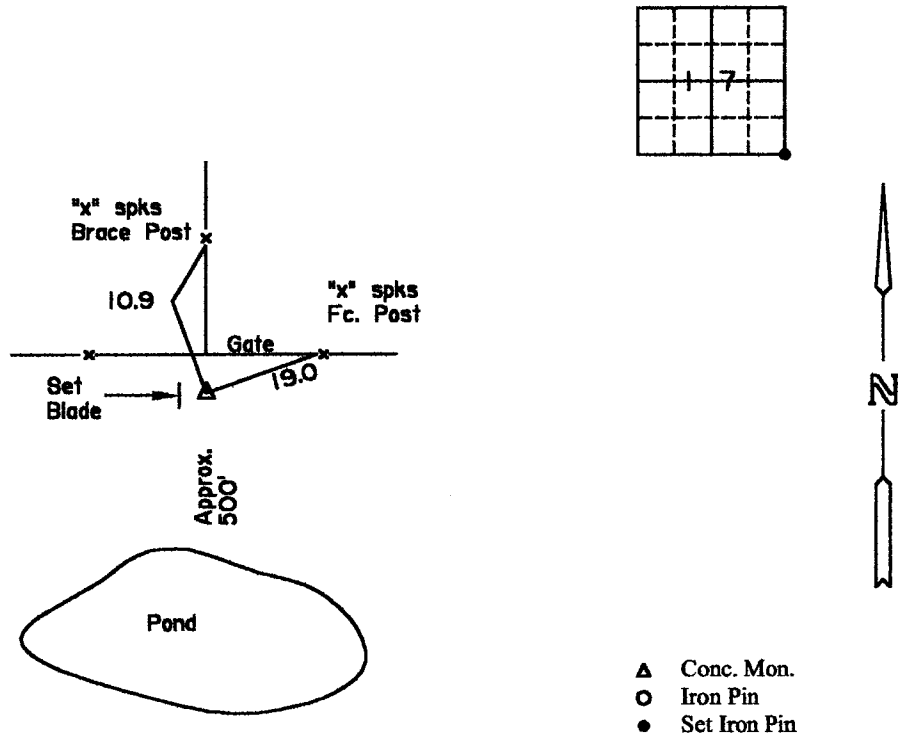 1 7
"x" spks
Brace Post
10.9
"x" spks
Fc. Post
Gate
19.0
Set
Blade
Approx.
500'
N
Pond
Conc. Mon.
Iron Pin
Set Iron Pin